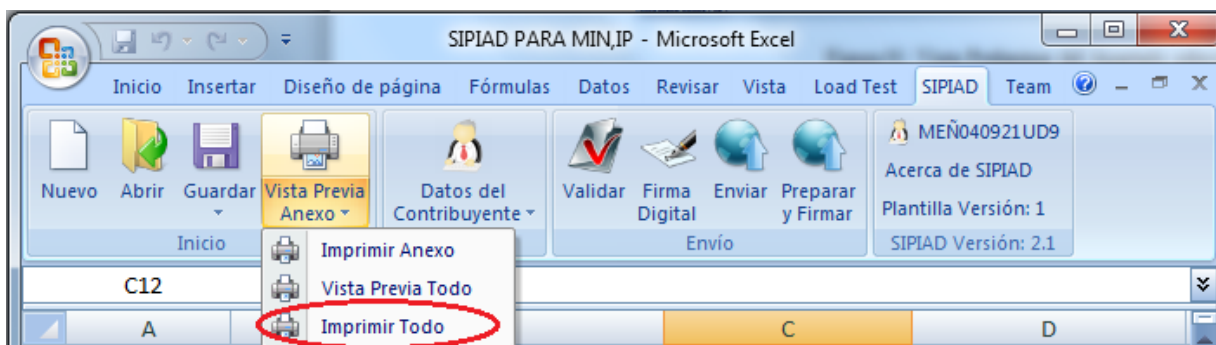 SIPIAD PARA MIN,IP - Microsoft Excel
Inicio Insertar Diseño de página Fórmulas Datos Revisar Vista Load Test SIPIAD Team
Nuevo Abrir Guardar Vista Previa Anexo Datos del Contribuyente Validar Firma Digital Enviar Preparar y Firmar
MEÑ040921UD9
Acerca de SIPIAD
Plantilla Versión: 1
Inicio Envío SIPIAD Versión: 2.1
Imprimir Anexo
Vista Previa Todo
Imprimir Todo
C12
A C D